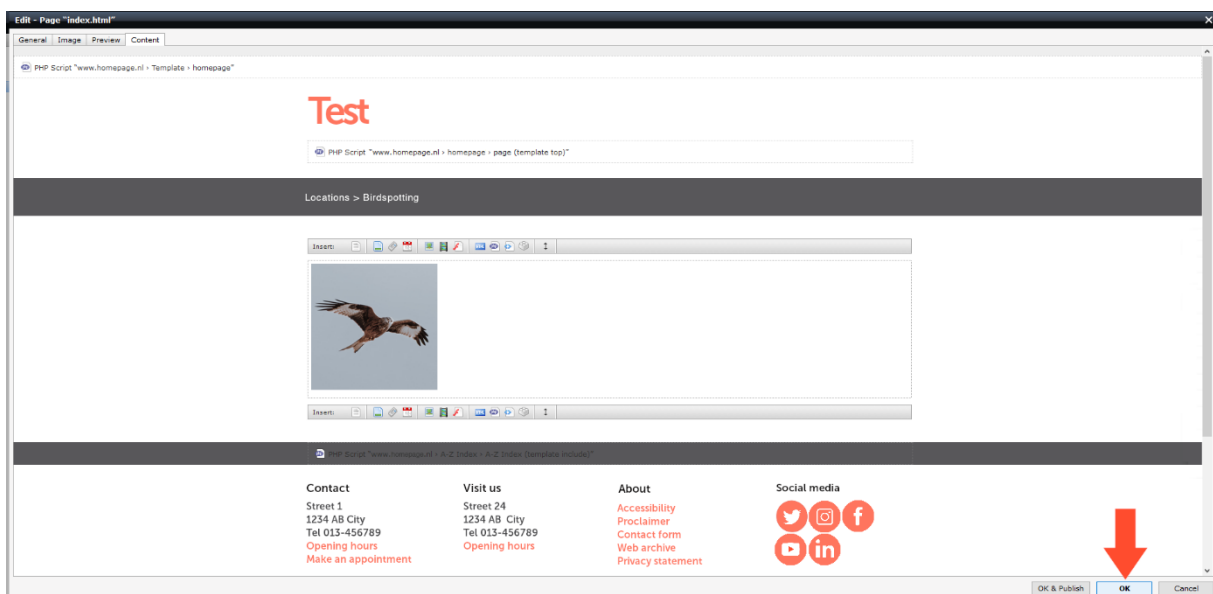 Edit - Page "index.html"
General Image Preview Content
PHP Script "www.homepage.nl › Template › homepage"
Test
PHP Script "www.homepage.nl › homepage › page (template top)"
Locations > Birdspotting
Insert:
Insert:
PHP Script "www.homepage.nl › A-Z Index › A-Z Index (template include)"
Contact
Street 1
1234 AB City
Tel 013-456789
Opening hours
Make an appointment
Visit us
Street 24
1234 AB City
Tel 013-456789
Opening hours
About
Accessibility
Proclaimer
Contact form
Web archive
Privacy statement
Social media
OK & Publish OK Cancel